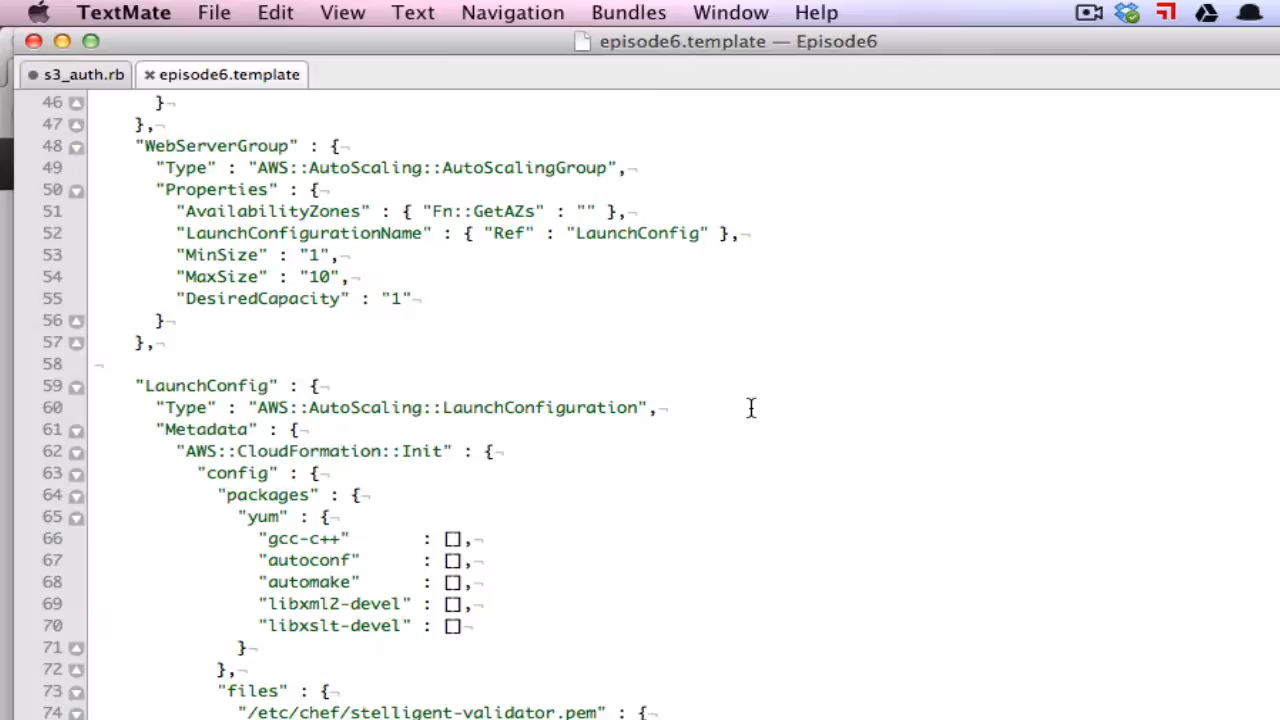 TextMate File Edit View Text Navigation Bundles Window Help
episode6.template — Episode6
s3_auth.rb episode6.template
46 }¬
47 },¬
48 "WebServerGroup" : {¬
49 "Type" : "AWS::AutoScaling::AutoScalingGroup",¬
50 "Properties" : {¬
51 "AvailabilityZones" : { "Fn::GetAZs" : "" },¬
52 "LaunchConfigurationName" : { "Ref" : "LaunchConfig" },¬
53 "MinSize" : "1",¬
54 "MaxSize" : "10",¬
55 "DesiredCapacity" : "1"¬
56 }¬
57 },¬
58 ¬
59 "LaunchConfig" : {¬
60 "Type" : "AWS::AutoScaling::LaunchConfiguration",¬
61 "Metadata" : {¬
62 "AWS::CloudFormation::Init" : {¬
63 "config" : {¬
64 "packages" : {¬
65 "yum" : {¬
66 "gcc-c++" : [],¬
67 "autoconf" : [],¬
68 "automake" : [],¬
69 "libxml2-devel" : [],¬
70 "libxslt-devel" : []¬
71 }¬
72 },¬
73 "files" : {¬
74 "/etc/chef/stelligent-validator.pem" : {¬